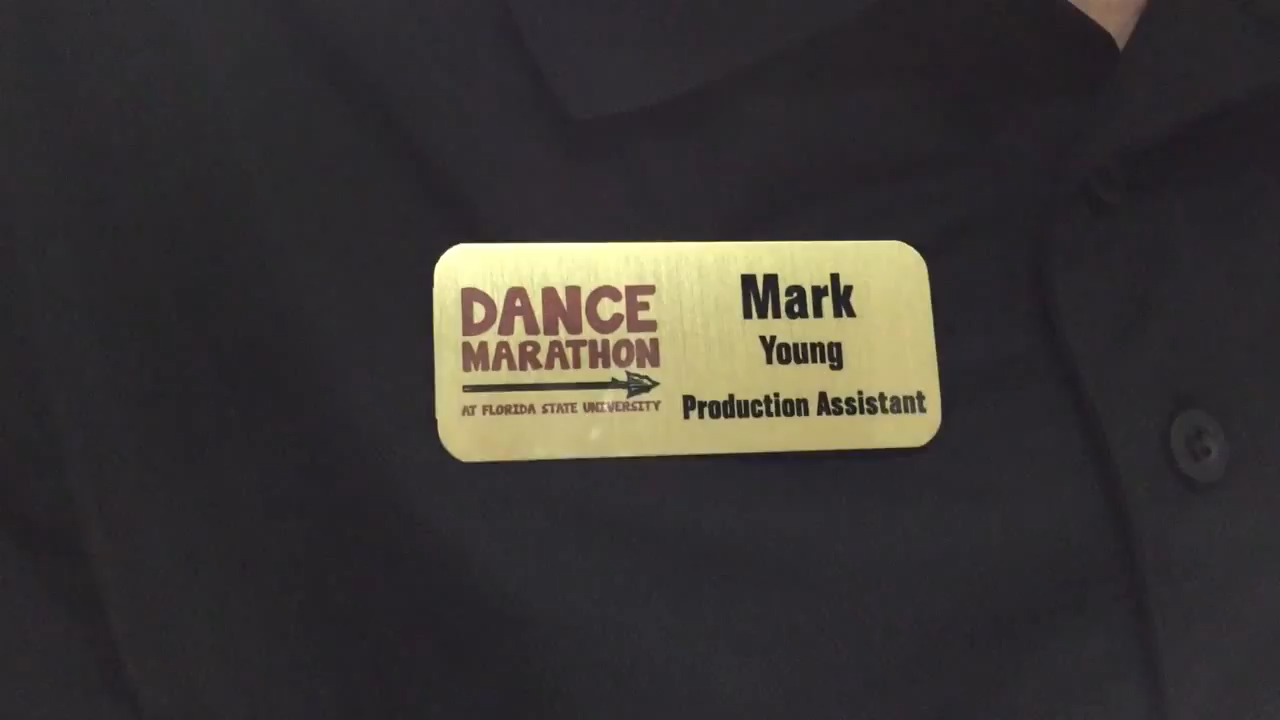 DANCE
MARATHON
AT FLORIDA STATE UNIVERSITY
Mark
Young
Production Assistant